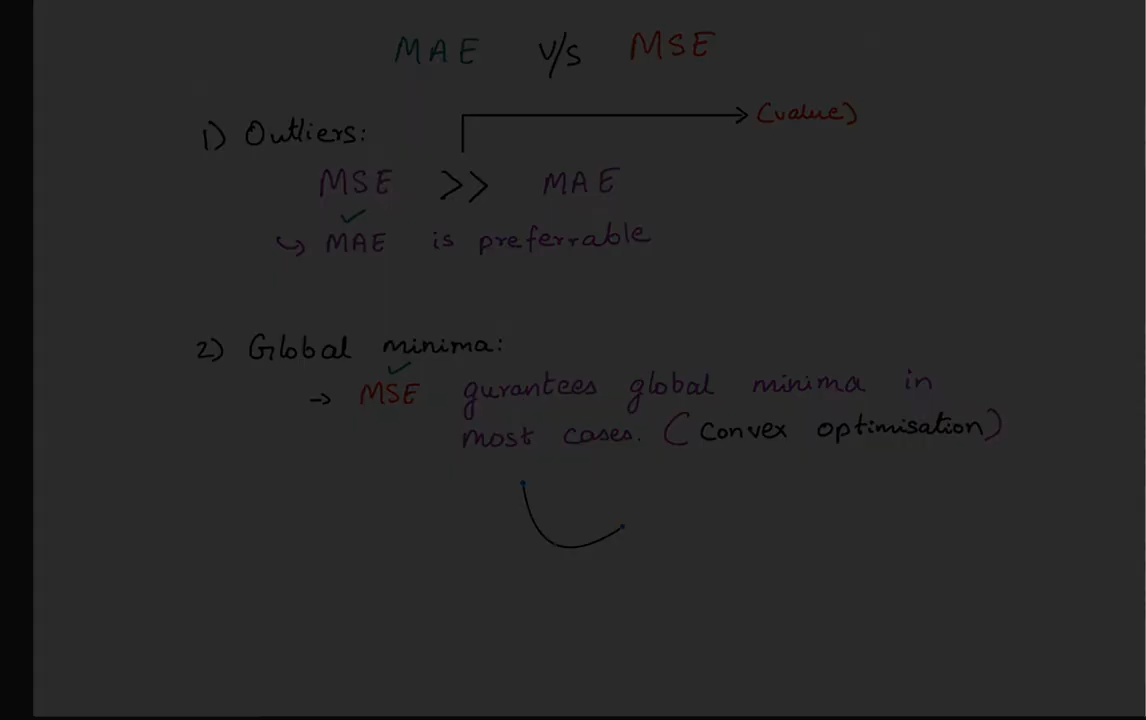 MAE v/s MSE
(value)
1) Outliers:
MSE >> MAE
↪ MAE is preferrable
2) Global minima:
→ MSE gurantees global minima in
most cases. (Convex optimisation)